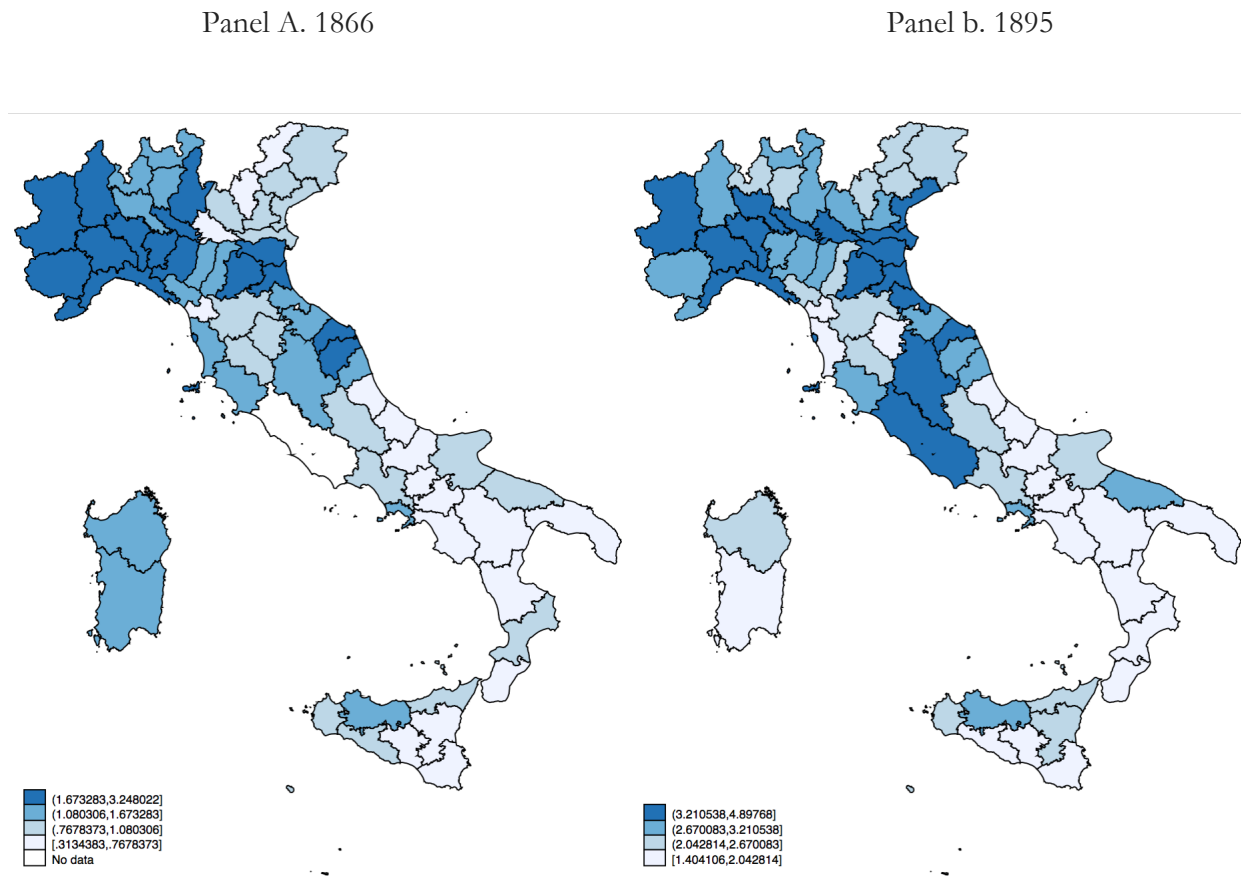 Panel A. 1866
Panel b. 1895
(1.673283,3.248022]
(1.080306,1.673283]
(.7678373,1.080306]
[.3134483,.7678373]
No data
(3.210538,4.89768]
(2.670083,3.210538]
(2.042814,2.670083]
[1.404106,2.042814]